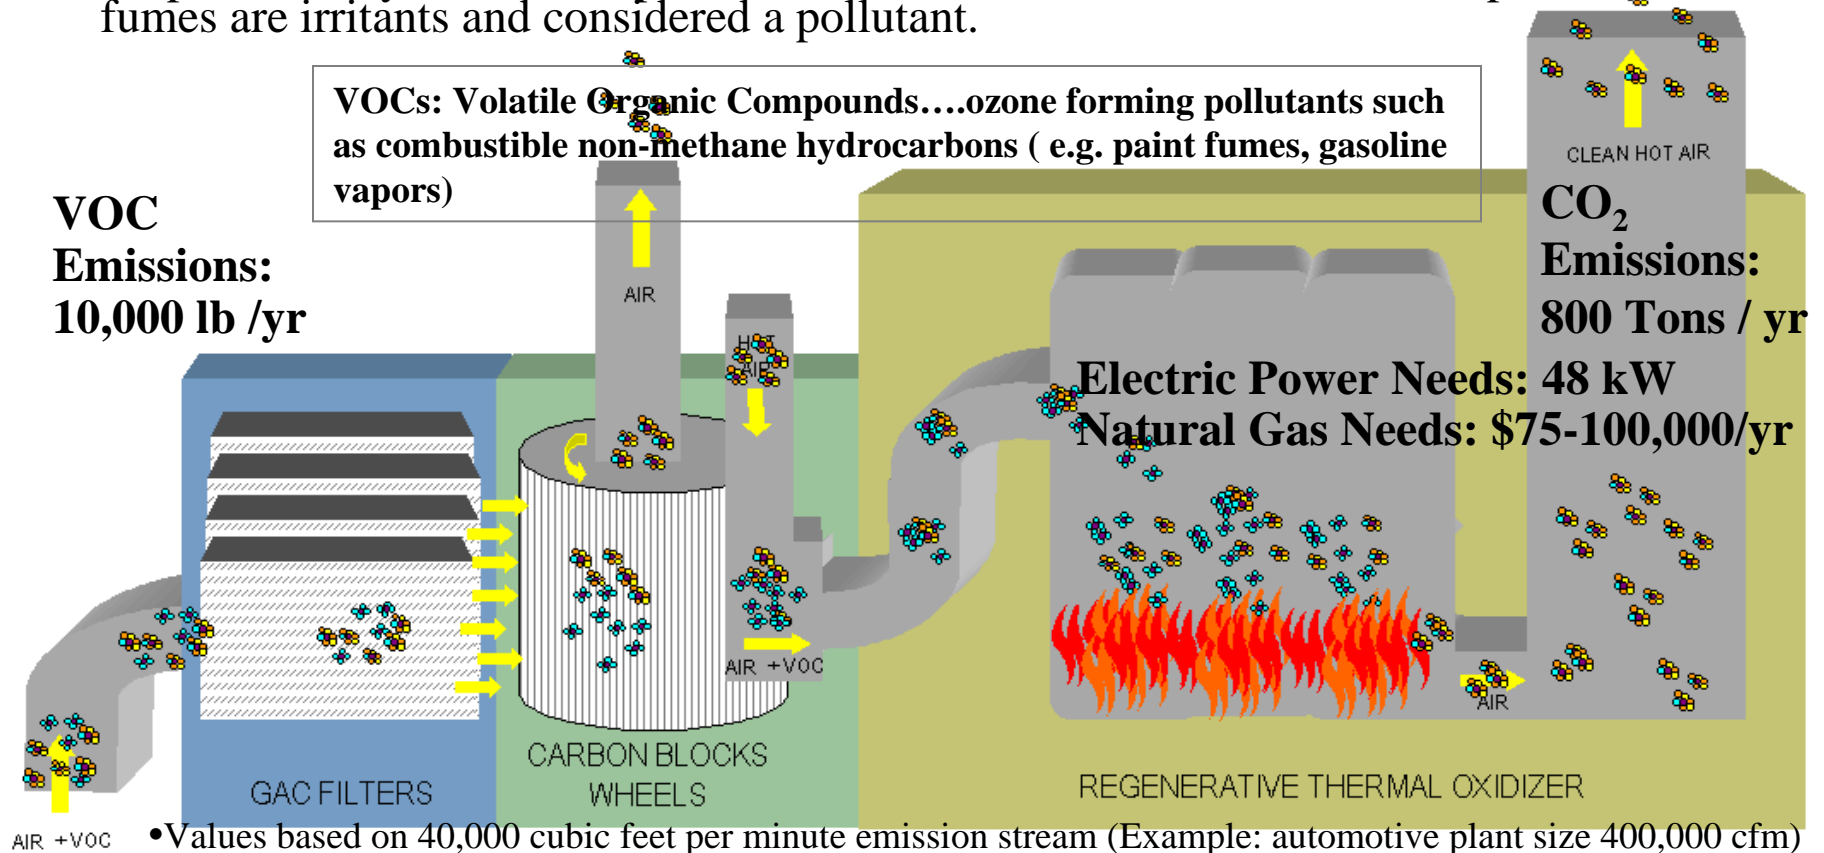 fumes are irritants and considered a pollutant.
VOCs: Volatile Organic Compounds….ozone forming pollutants such
as combustible non-methane hydrocarbons ( e.g. paint fumes, gasoline
vapors)
CLEAN HOT AIR
VOC
Emissions:
10,000 lb /yr
CO₂
Emissions:
800 Tons / yr
AIR
HOT
AIR
Electric Power Needs: 48 kW
Natural Gas Needs: $75-100,000/yr
AIR +VOC
AIR
CARBON BLOCKS
WHEELS
GAC FILTERS
REGENERATIVE THERMAL OXIDIZER
AIR +VOC
•Values based on 40,000 cubic feet per minute emission stream (Example: automotive plant size 400,000 cfm)